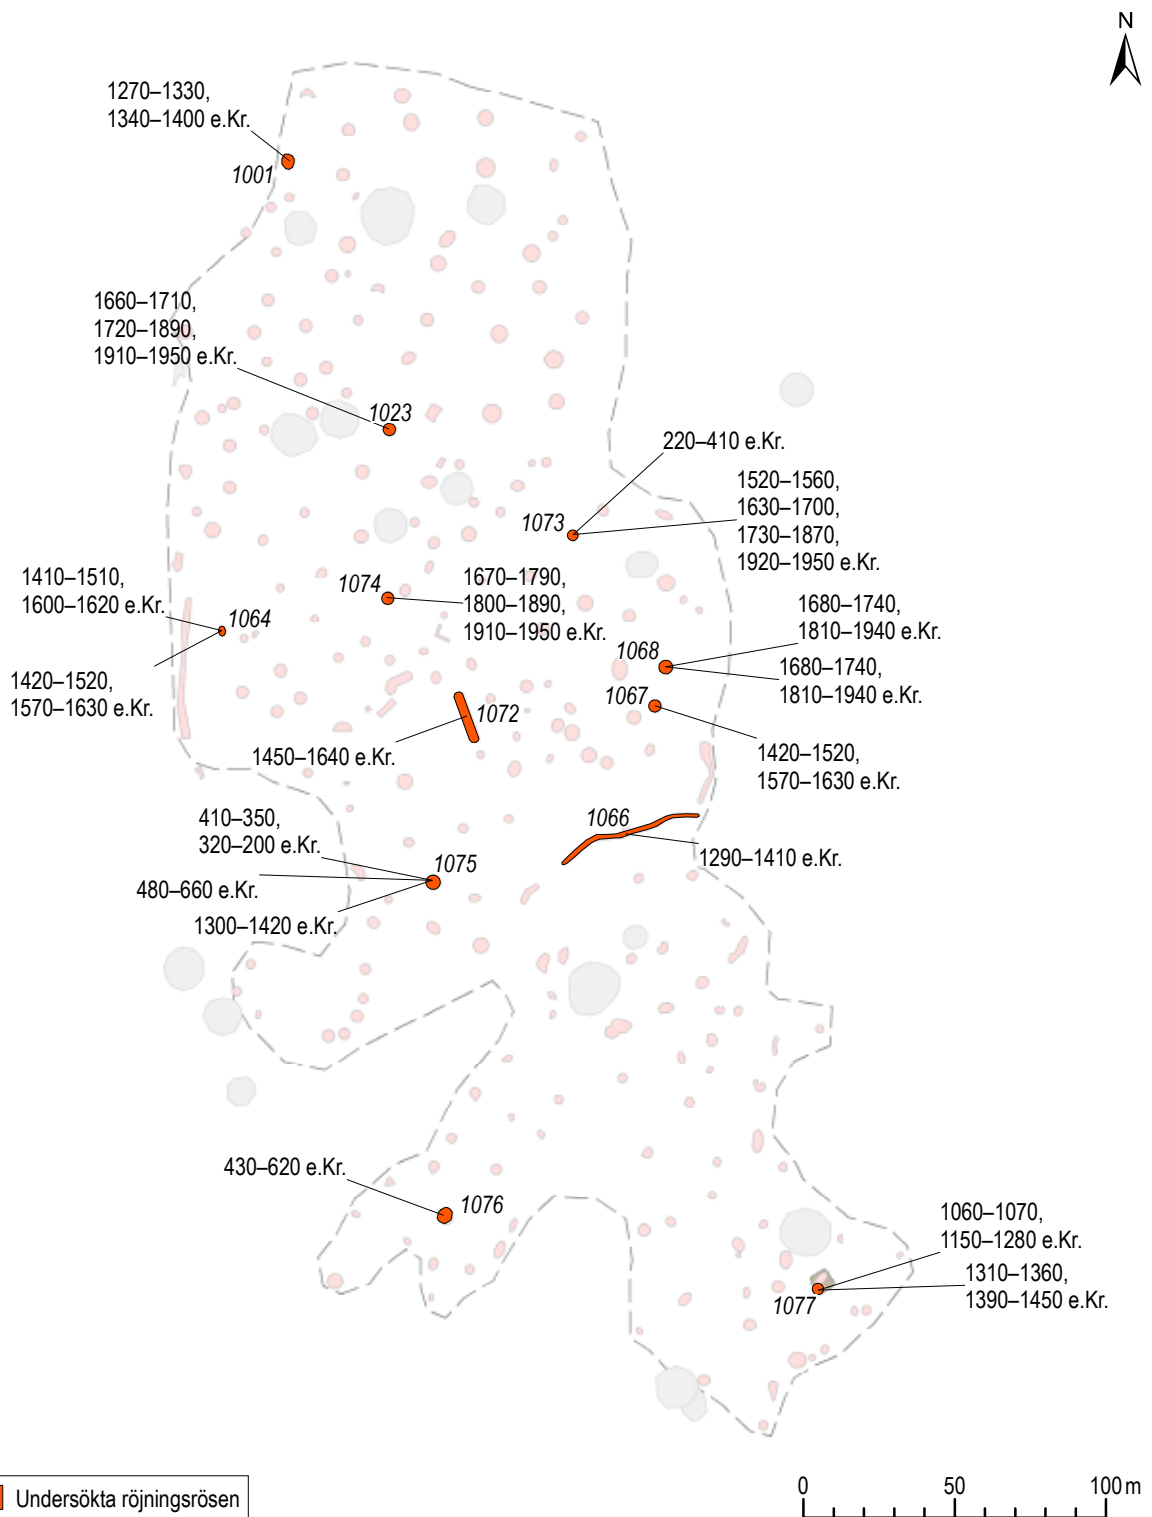 N
1270–1330,
1340–1400 e.Kr.
1001
1660–1710,
1720–1890,
1910–1950 e.Kr.
1023
220–410 e.Kr.
1520–1560,
1630–1700,
1730–1870,
1920–1950 e.Kr.
1073
1410–1510,
1600–1620 e.Kr.
1064
1420–1520,
1570–1630 e.Kr.
1074
1670–1790,
1800–1890,
1910–1950 e.Kr.
1680–1740,
1810–1940 e.Kr.
1068
1680–1740,
1810–1940 e.Kr.
1067
1420–1520,
1570–1630 e.Kr.
1072
1450–1640 e.Kr.
1066
1290–1410 e.Kr.
410–350,
320–200 e.Kr.
1075
480–660 e.Kr.
1300–1420 e.Kr.
430–620 e.Kr.
1076
1060–1070,
1150–1280 e.Kr.
1310–1360,
1390–1450 e.Kr.
1077
Undersökta röjningsrösen
0 50 100 m